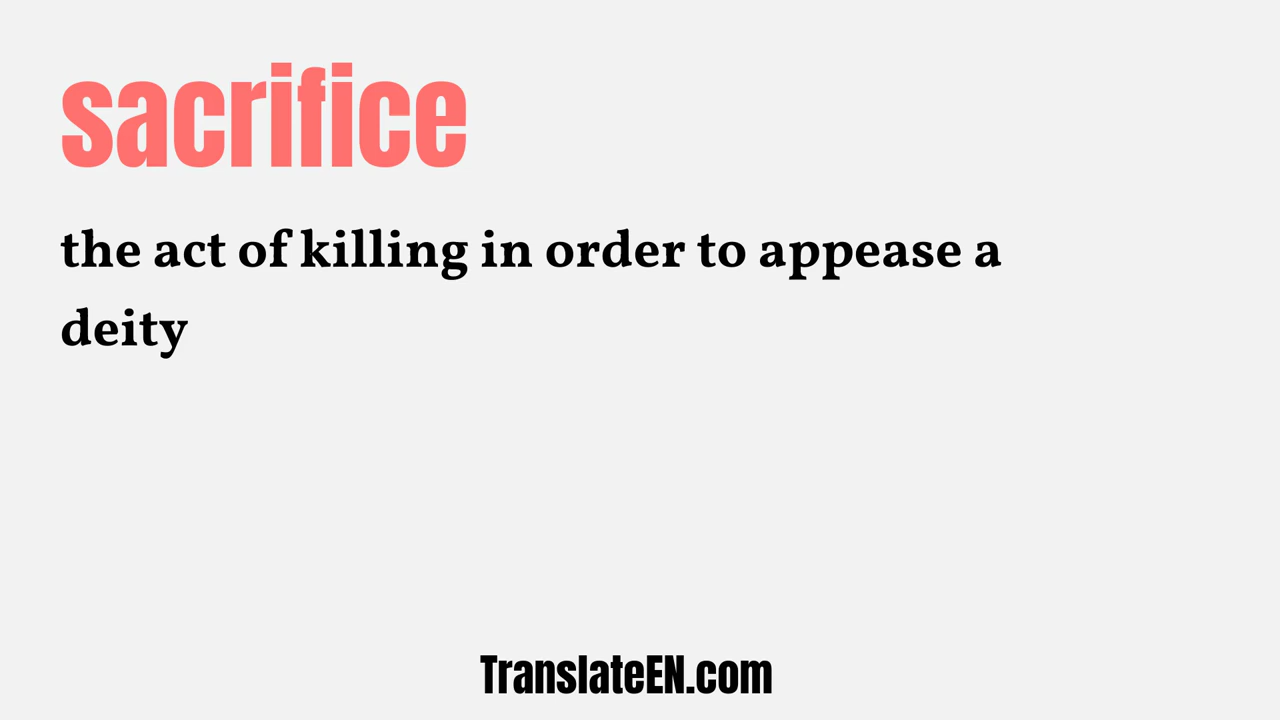 sacrifice
the act of killing in order to appease a
deity
TranslateEN.com